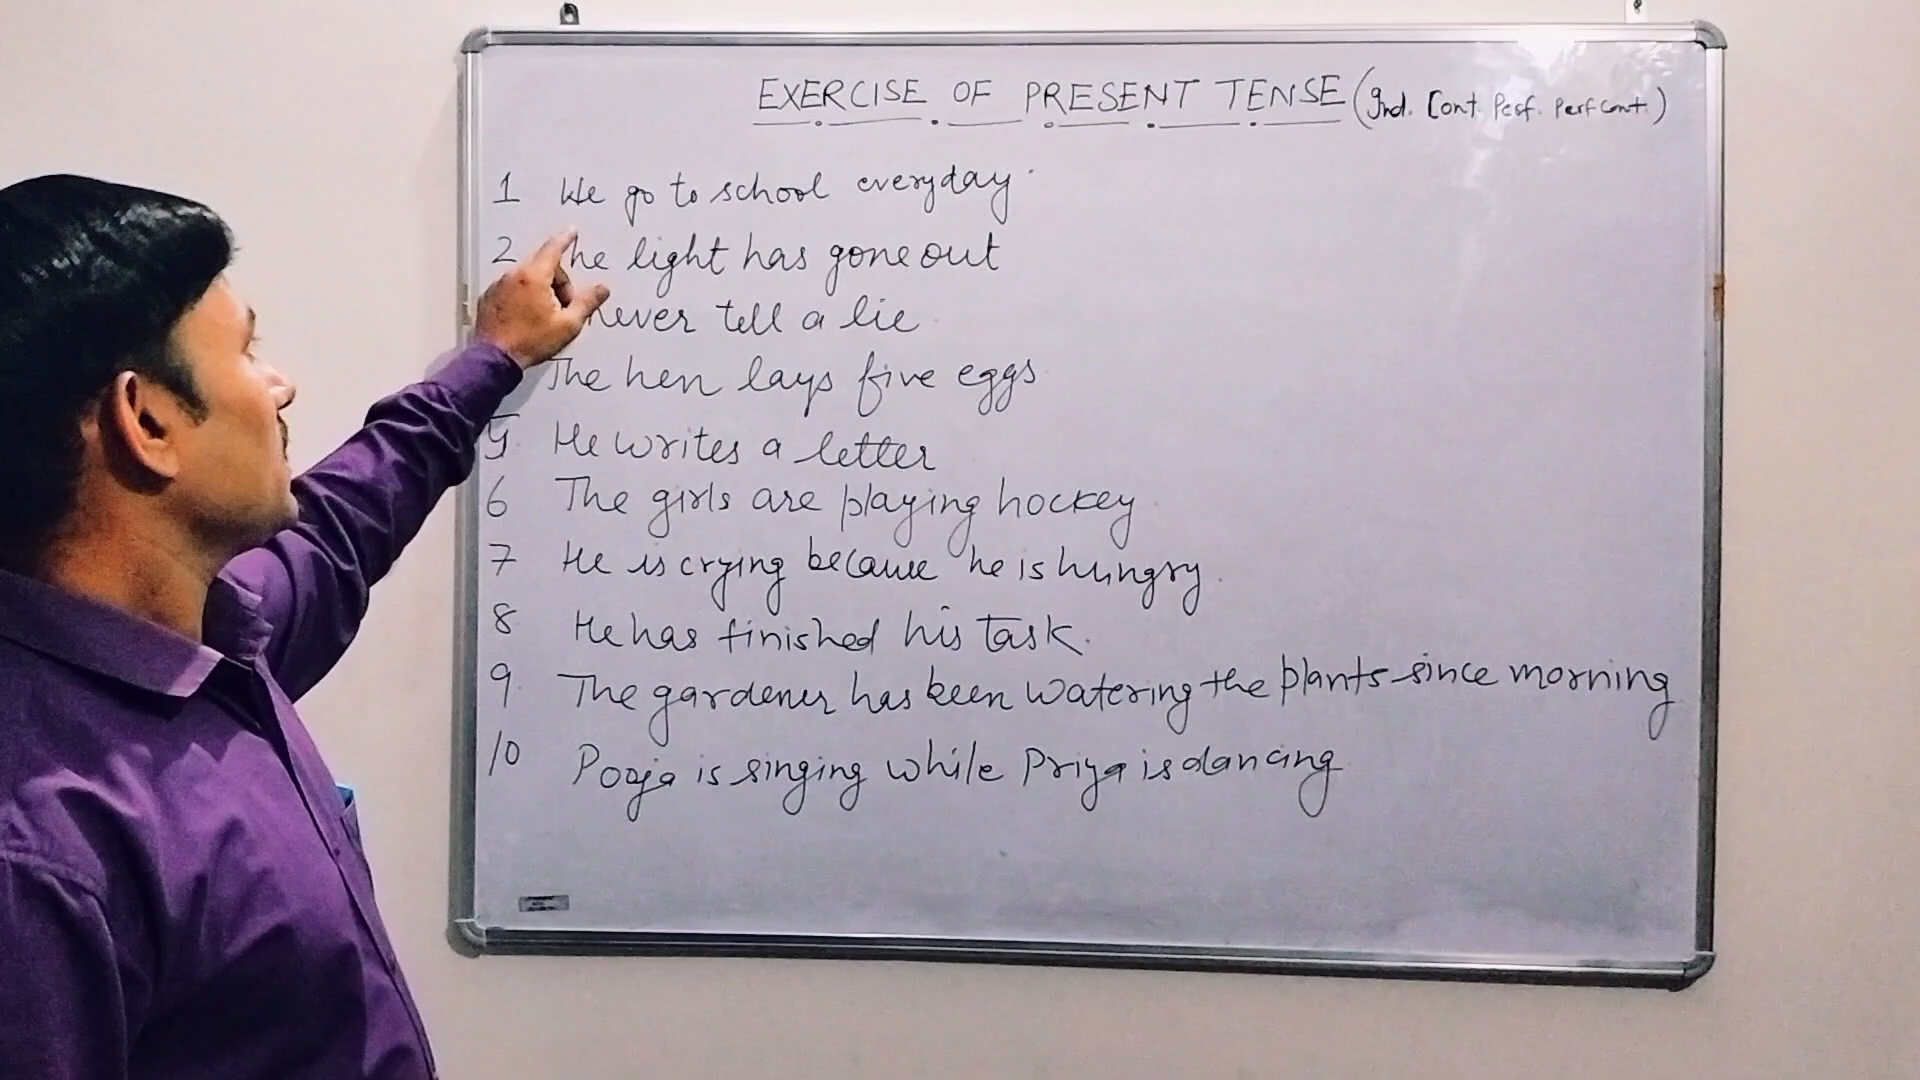 EXERCISE OF PRESENT TENSE (Ind. Cont. Perf. Perf Cont.)
1 We go to school everyday.
2 The light has gone out
never tell a lie
The hen lays five eggs
5. He writes a letter
6 The girls are playing hockey
7 He is crying because he is hungry.
8 He has finished his task.
9. The gardener has been watering the plants since morning
10 Pooja is singing while Priya is dancing